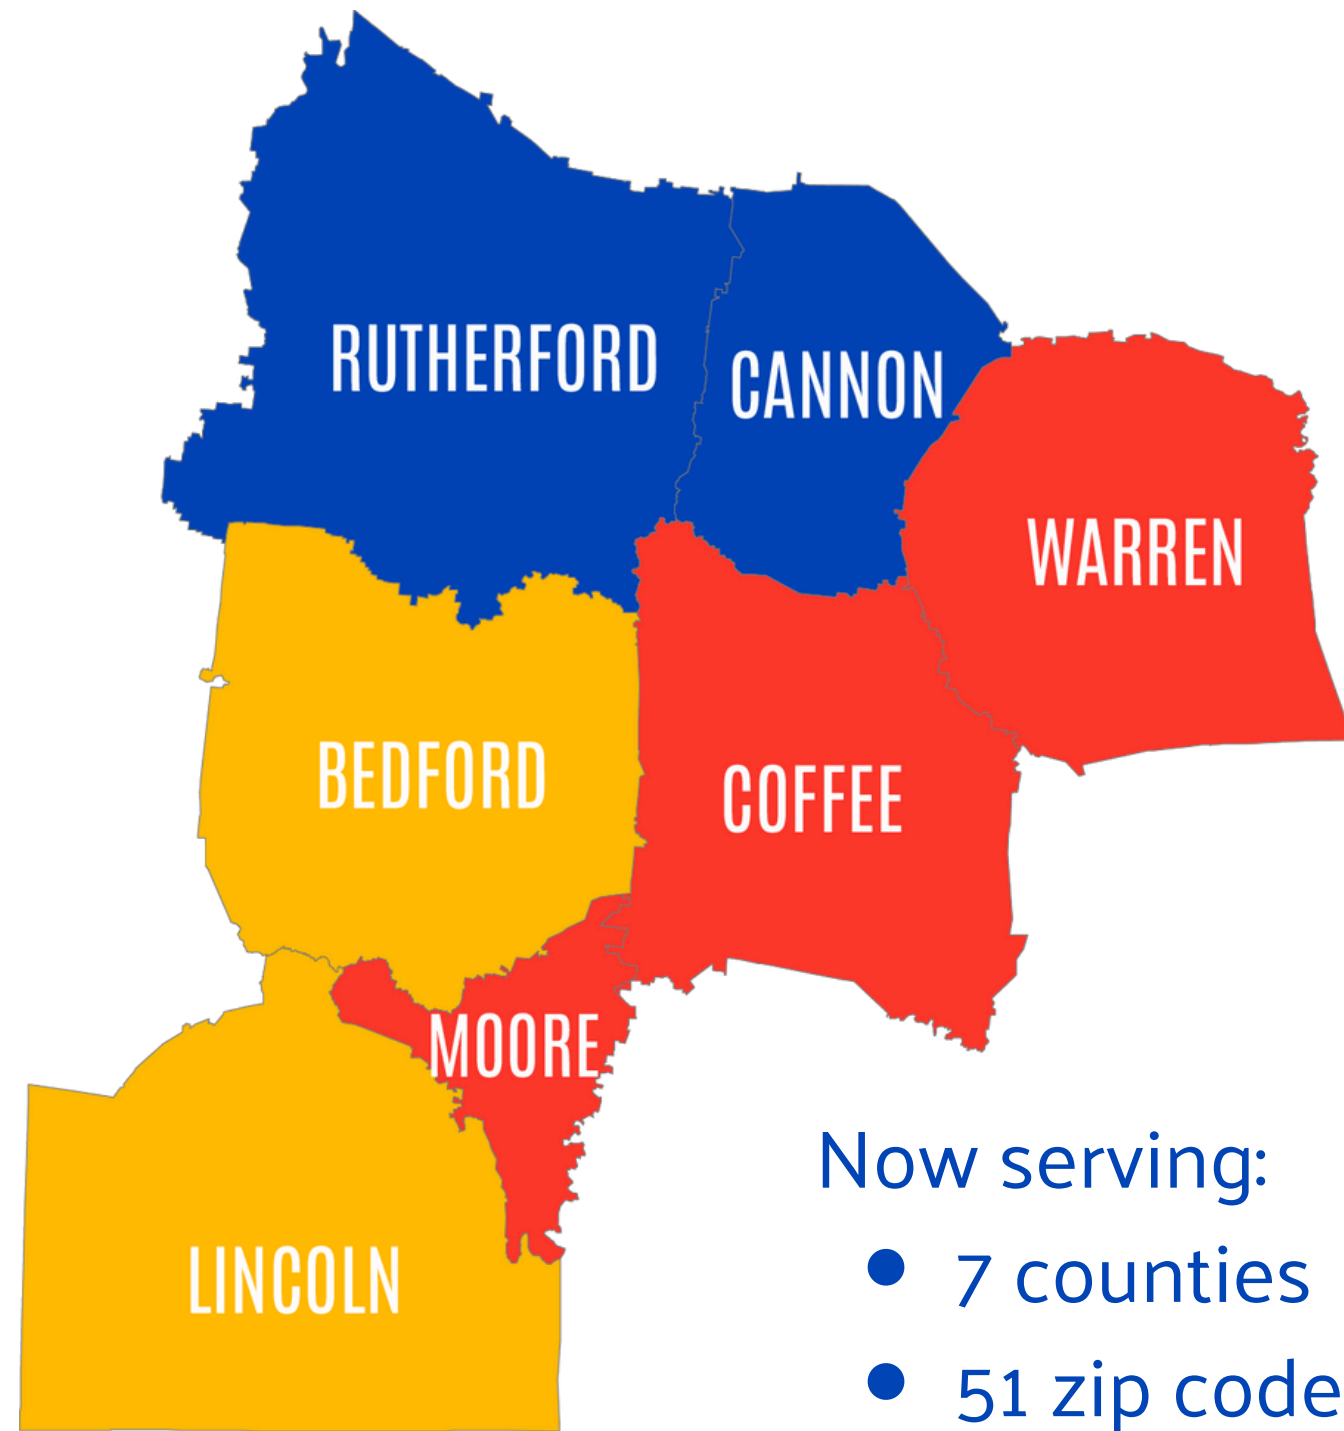 RUTHERFORD
CANNON
WARREN
BEDFORD
COFFEE
MOORE
LINCOLN
Now serving:
• 7 counties
• 51 zip code